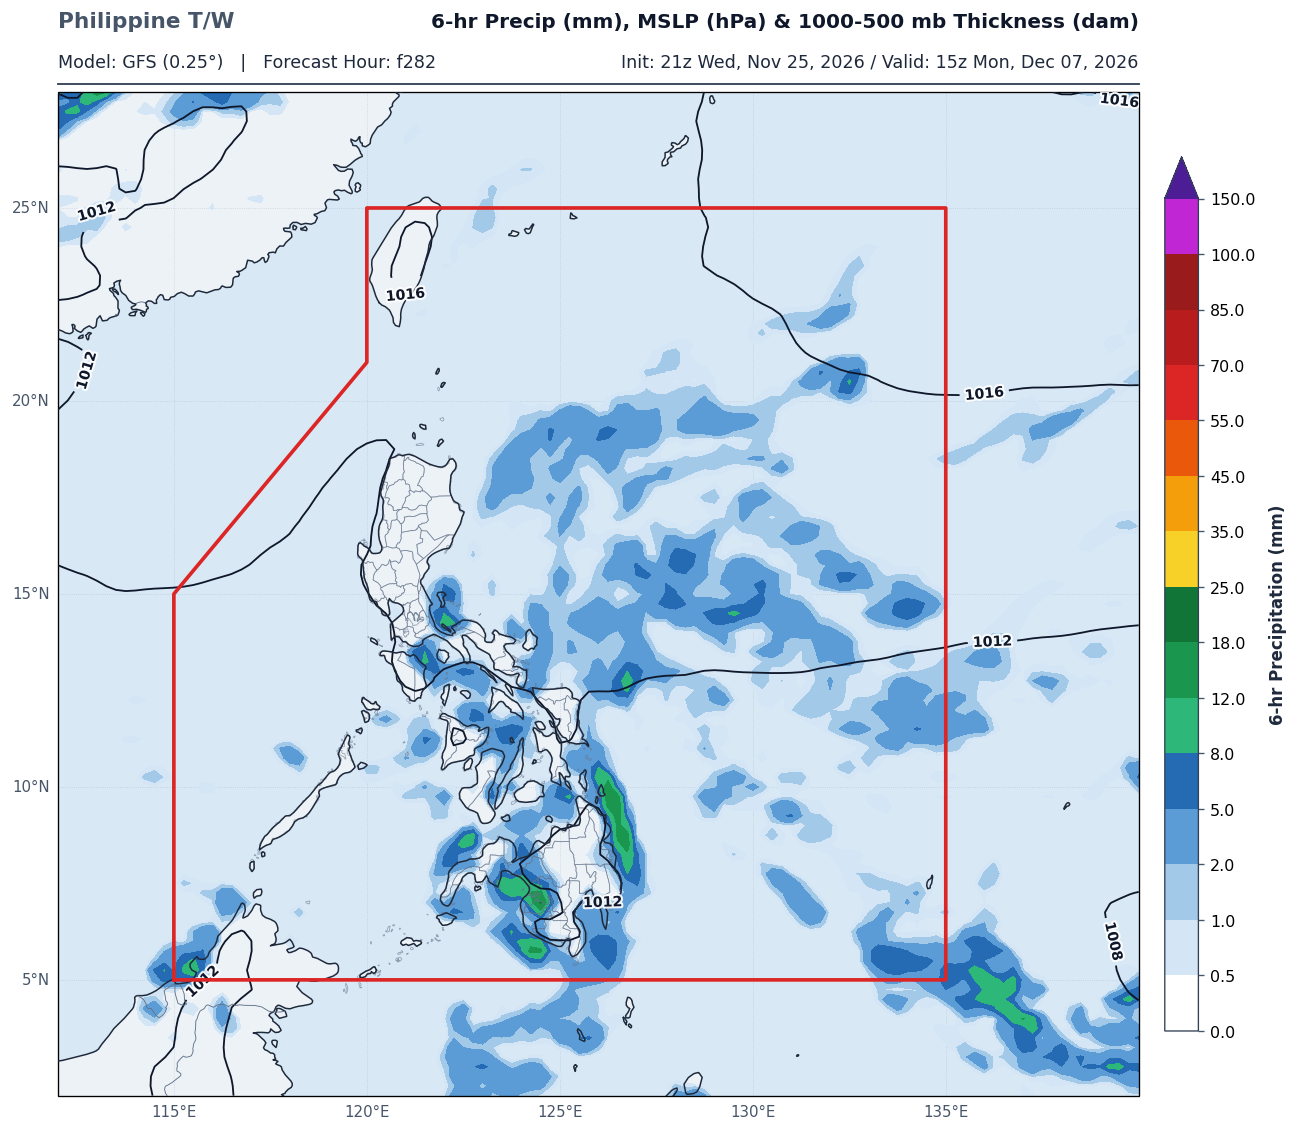 Philippine T/W
6-hr Precip (mm), MSLP (hPa) & 1000-500 mb Thickness (dam)
Model: GFS (0.25°) | Forecast Hour: f282
Init: 21z Wed, Nov 25, 2026 / Valid: 15z Mon, Dec 07, 2026
1016
25°N
1012
1016
1012
20°N
1016
15°N
1012
10°N
1012
1008
5°N
1012
115°E
120°E
125°E
130°E
135°E
150.0
100.0
85.0
70.0
55.0
45.0
35.0
25.0
18.0
12.0
8.0
5.0
2.0
1.0
0.5
0.0
6-hr Precipitation (mm)